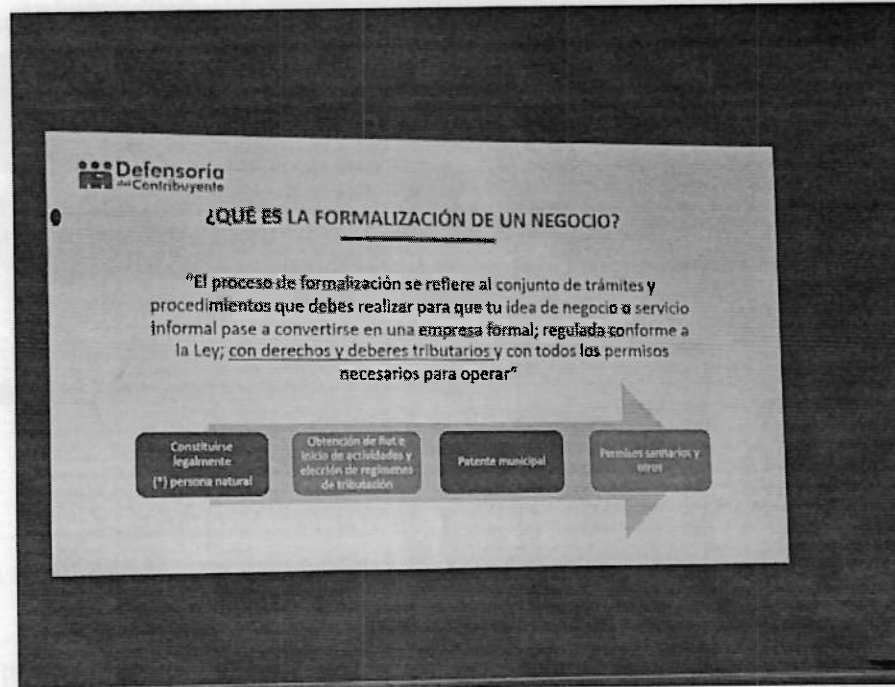 Defensoría
del Contribuyente
¿QUÉ ES LA FORMALIZACIÓN DE UN NEGOCIO?
"El proceso de formalización se refiere al conjunto de trámites y
procedimientos que debes realizar para que tu idea de negocio o servicio
informal pase a convertirse en una empresa formal; regulada conforme a
la Ley; con derechos y deberes tributarios y con todos los permisos
necesarios para operar"
Constituirse
legalmente
(*) persona natural
Obtención de Rut e
inicio de actividades y
elección de regímenes
de tributación
Patente municipal
Permisos sanitarios y
otros